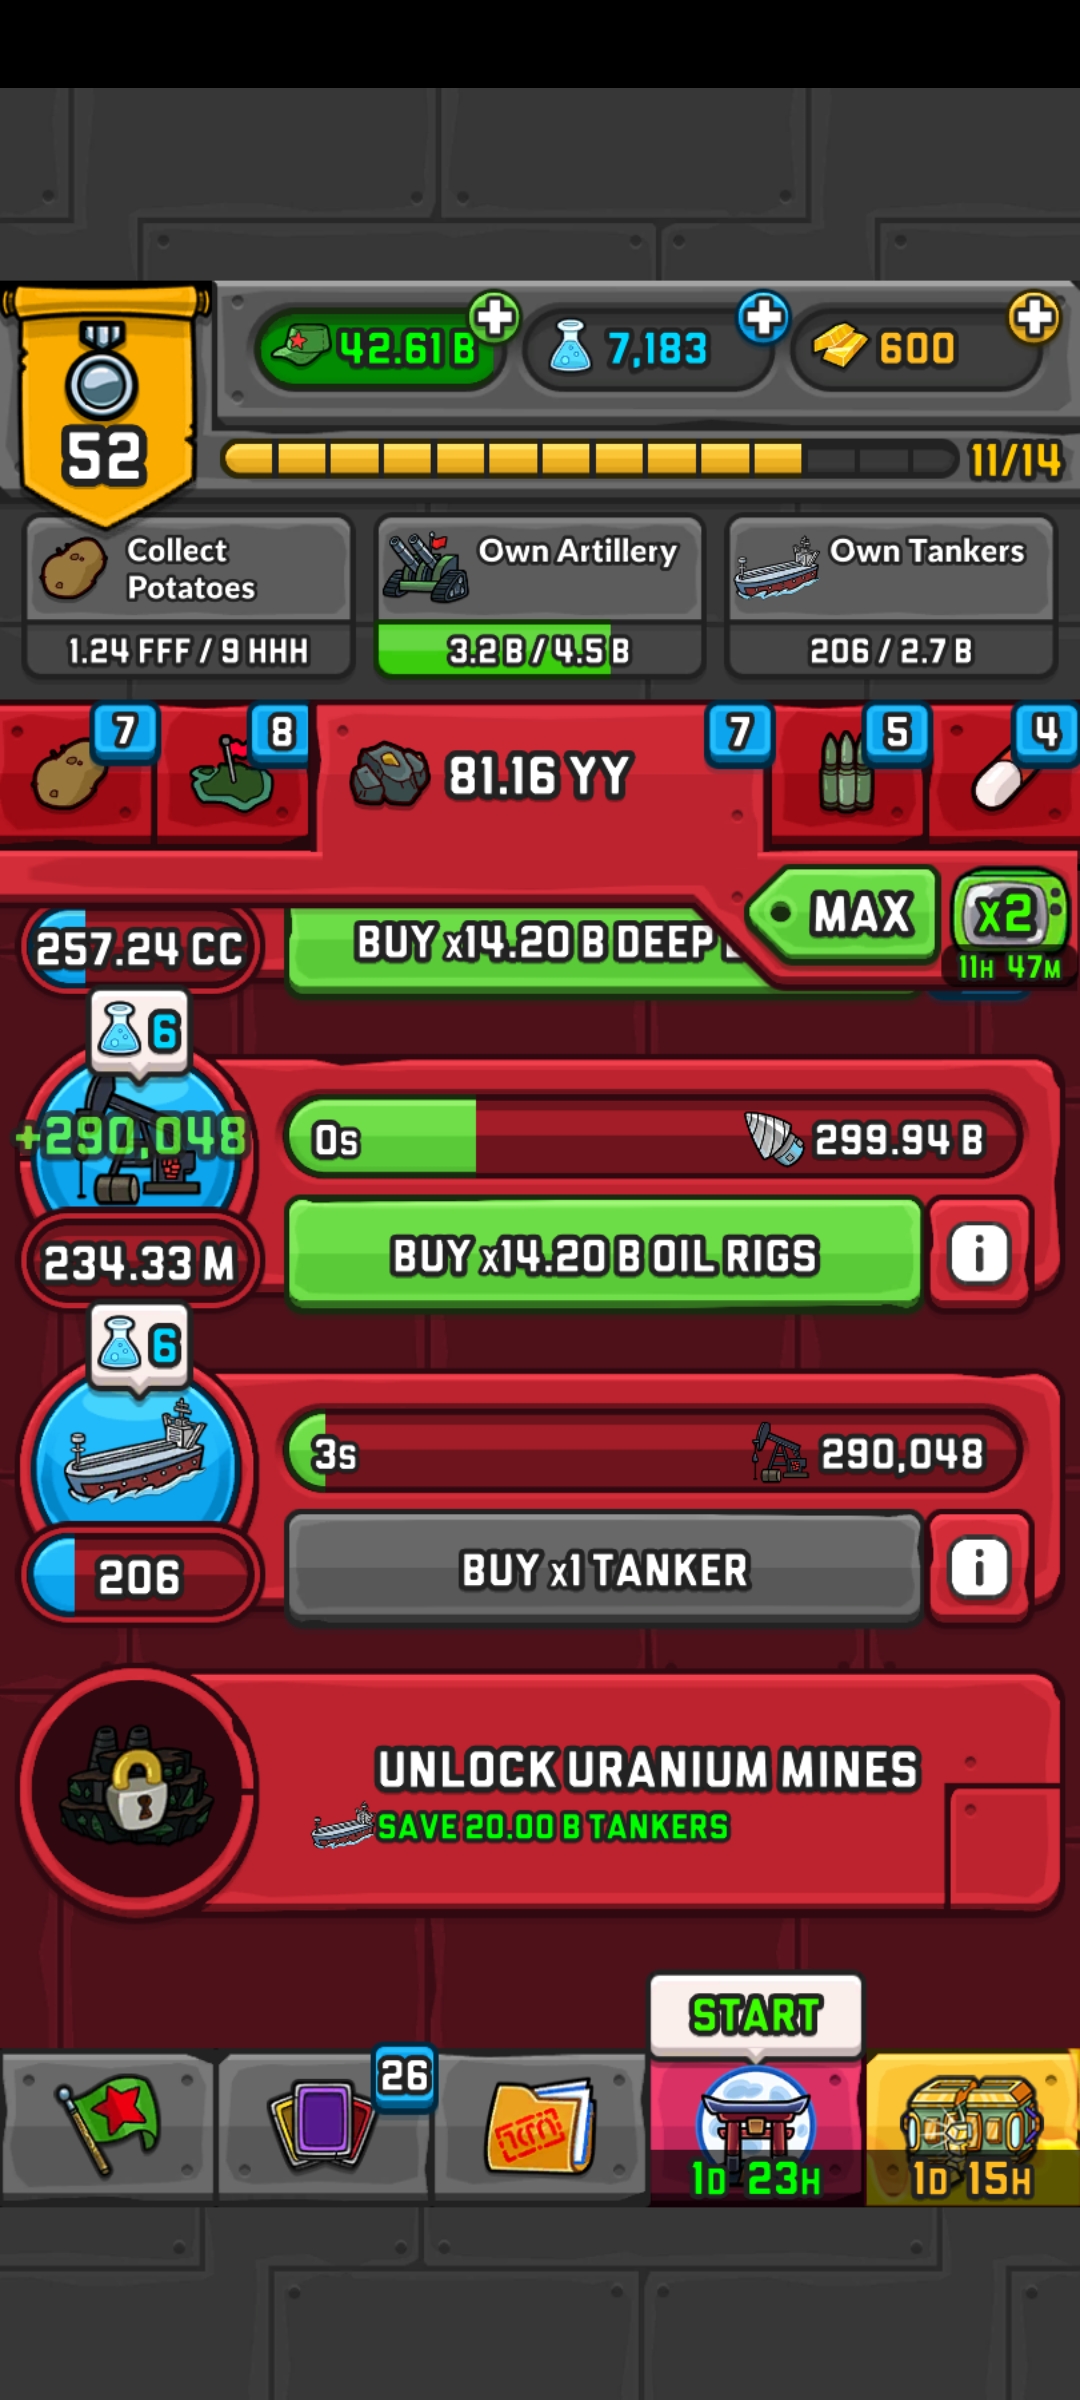 42.61 B
7,183
600
52
11/14
Collect
Potatoes
1.24 FFF / 9 HHH
Own Artillery
3.2 B / 4.5 B
Own Tankers
206 / 2.7 B
7
8
81.16 YY
7
5
4
MAX
x2
11H 47M
257.24 CC
BUY x14.20 B DEEP
6
+290,048
0s
299.94 B
234.33 M
BUY x14.20 B OIL RIGS
i
6
3s
290,048
206
BUY x1 TANKER
i
UNLOCK URANIUM MINES
SAVE 20.00 B TANKERS
START
26
1D 23H
1D 15H